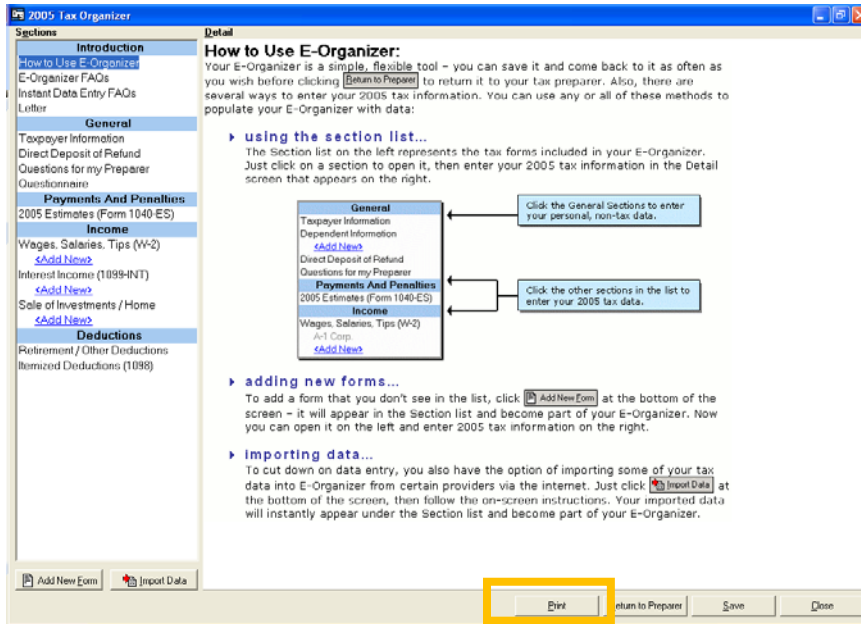 2005 Tax Organizer
Sections
Introduction
How to Use E-Organizer
E-Organizer FAQs
Instant Data Entry FAQs
Letter
General
Taxpayer Information
Direct Deposit of Refund
Questions for my Preparer
Questionnaire
Payments And Penalties
2005 Estimates (Form 1040-ES)
Income
Wages, Salaries, Tips (W-2)
<Add New>
Interest Income (1099-INT)
<Add New>
Sale of Investments / Home
<Add New>
Deductions
Retirement / Other Deductions
Itemized Deductions (1098)
Add New Form Import Data
Detail
How to Use E-Organizer:
Your E-Organizer is a simple, flexible tool – you can save it and come back to it as often as
you wish before clicking Return to Preparer to return it to your tax preparer. Also, there are
several ways to enter your 2005 tax information. You can use any or all of these methods to
populate your E-Organizer with data:
using the section list...
The Section list on the left represents the tax forms included in your E-Organizer.
Just click on a section to open it, then enter your 2005 tax information in the Detail
screen that appears on the right.
General
Taxpayer Information
Dependent Information
<Add New>
Direct Deposit of Refund
Questions for my Preparer
Payments And Penalties
2005 Estimates (Form 1040-ES)
Income
Wages, Salaries, Tips (W-2)
A-1 Corp.
<Add New>
Click the General Sections to enter
your personal, non-tax data.
Click the other sections in the list to
enter your 2005 tax data.
adding new forms...
To add a form that you don't see in the list, click Add New Form at the bottom of the
screen – it will appear in the Section list and become part of your E-Organizer. Now
you can open it on the left and enter 2005 tax information on the right.
importing data...
To cut down on data entry, you also have the option of importing some of your tax
data into E-Organizer from certain providers via the internet. Just click Import Data at
the bottom of the screen, then follow the on-screen instructions. Your imported data
will instantly appear under the Section list and become part of your E-Organizer.
Print eturn to Preparer Save Close